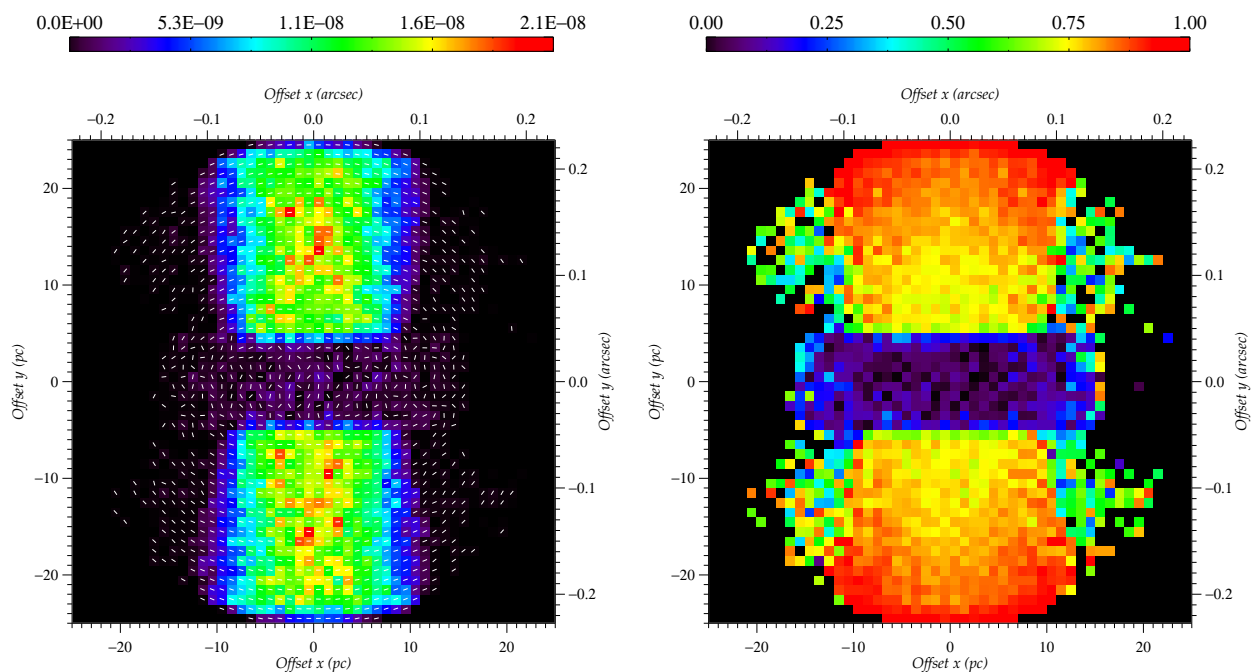 0.0E+00 5.3E−09 1.1E−08 1.6E−08 2.1E−08
Offset x (arcsec)
−0.2 −0.1 0.0 0.1 0.2
20
10
0
−10
−20
Offset y (pc)
0.2
0.1
0.0
−0.1
−0.2
Offset y (arcsec)
−20 −10 0 10 20
Offset x (pc)
0.00 0.25 0.50 0.75 1.00
Offset x (arcsec)
−0.2 −0.1 0.0 0.1 0.2
20
10
0
−10
−20
Offset y (pc)
0.2
0.1
0.0
−0.1
−0.2
Offset y (arcsec)
−20 −10 0 10 20
Offset x (pc)